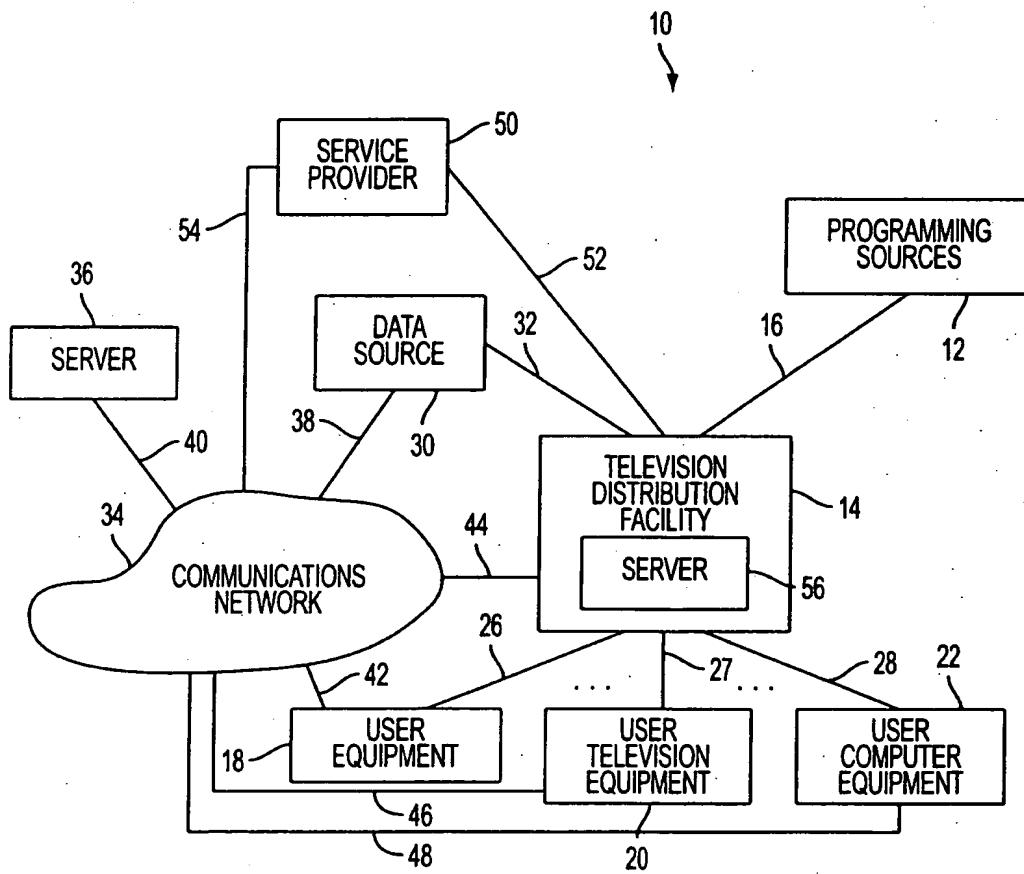 10
SERVICE
PROVIDER
50
54
52
PROGRAMMING
SOURCES
12
36
SERVER
DATA
SOURCE
32
16
30
38
40
34
COMMUNICATIONS
NETWORK
44
TELEVISION
DISTRIBUTION
FACILITY
14
SERVER
56
26
27
28
22
42
...
...
18
USER
EQUIPMENT
USER
TELEVISION
EQUIPMENT
USER
COMPUTER
EQUIPMENT
46
48
20